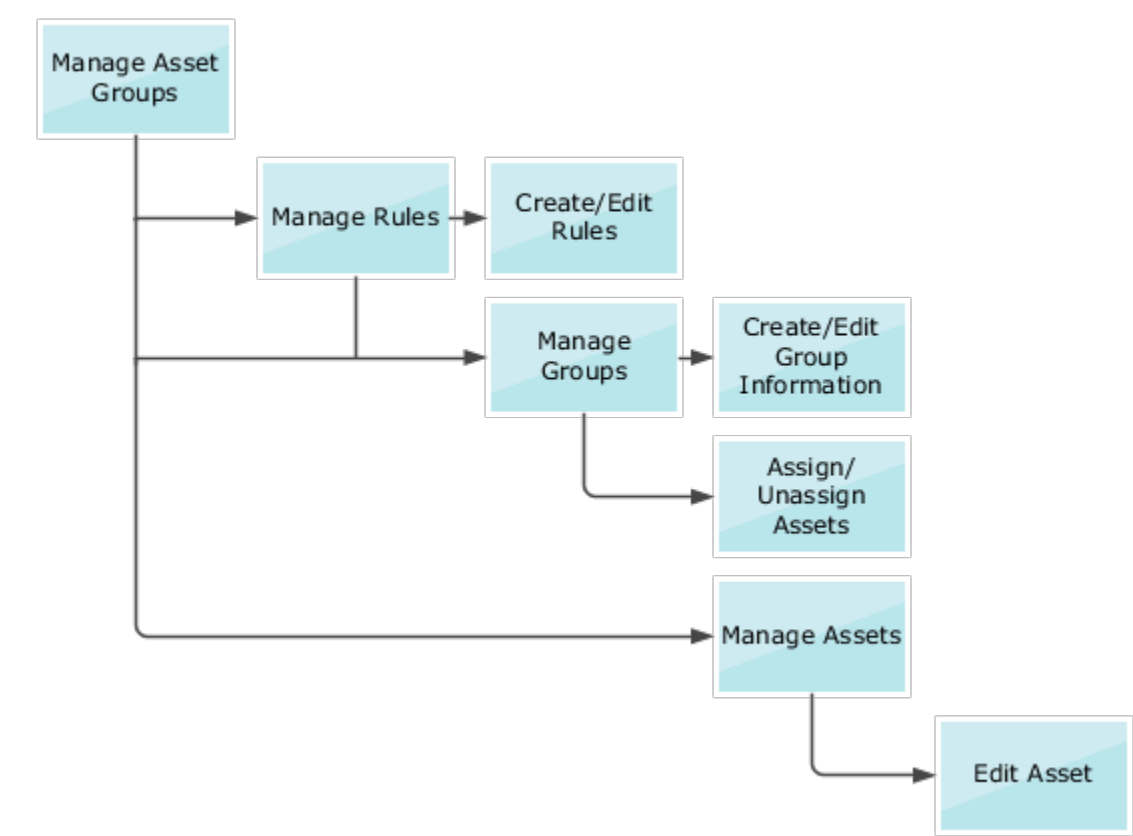 Manage Asset
Groups
Manage Rules
Create/Edit
Rules
Manage
Groups
Create/Edit
Group
Information
Assign/
Unassign
Assets
Manage Assets
Edit Asset